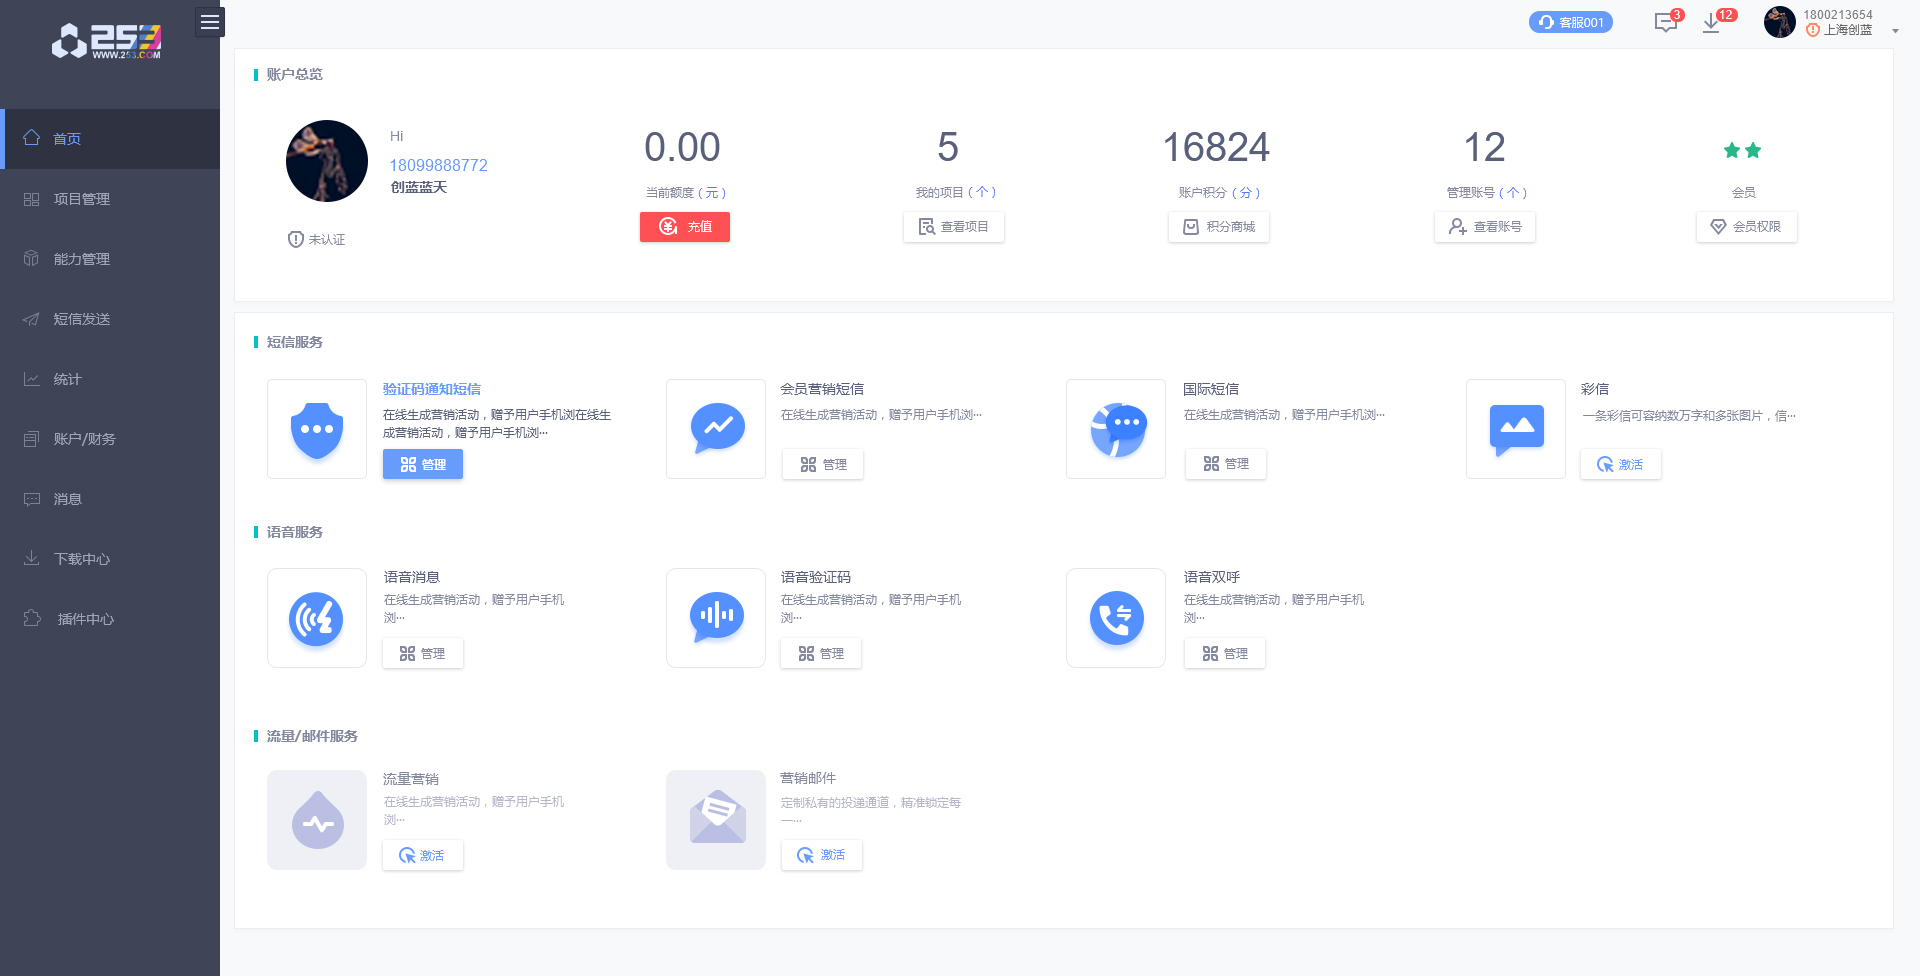 253
WWW.253.COM
客服001
3
12
1800213654
上海创蓝
首页
项目管理
能力管理
短信发送
统计
账户/财务
消息
下载中心
插件中心
账户总览
Hi
18099888772
创蓝蓝天
未认证
0.00
当前额度（元）
充值
5
我的项目（个）
查看项目
16824
账户积分（分）
积分商城
12
管理账号（个）
查看账号
会员
会员权限
短信服务
验证码通知短信
在线生成营销活动，赠予用户手机浏在线生
成营销活动，赠予用户手机浏···
管理
会员营销短信
在线生成营销活动，赠予用户手机浏···
管理
国际短信
在线生成营销活动，赠予用户手机浏···
管理
彩信
一条彩信可容纳数万字和多张图片，信···
激活
语音服务
语音消息
在线生成营销活动，赠予用户手机
浏···
管理
语音验证码
在线生成营销活动，赠予用户手机
浏···
管理
语音双呼
在线生成营销活动，赠予用户手机
浏···
管理
流量/邮件服务
流量营销
在线生成营销活动，赠予用户手机
浏···
激活
营销邮件
定制私有的投递通道，精准锁定每
一···
激活